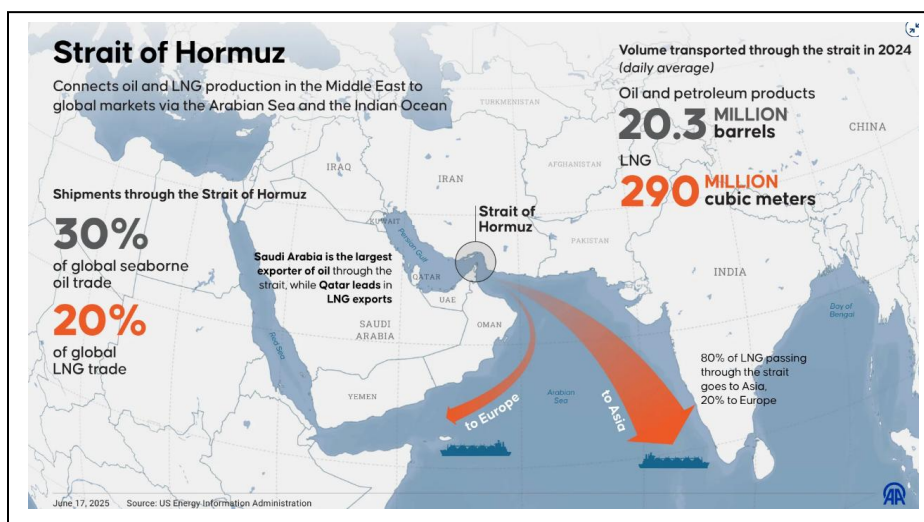 Strait of Hormuz
Connects oil and LNG production in the Middle East to
global markets via the Arabian Sea and the Indian Ocean
Volume transported through the strait in 2024
(daily average)
Oil and petroleum products
20.3 MILLION
barrels
LNG
290 MILLION
cubic meters
Shipments through the Strait of Hormuz
30%
of global seaborne
oil trade
20%
of global
LNG trade
Saudi Arabia is the largest
exporter of oil through the
strait, while Qatar leads in
LNG exports
Strait of
Hormuz
TURKMENISTAN
CHINA
IRAQ
IRAN
AFGHANISTAN
KUWAIT
Persian Gulf
PAKISTAN
QATAR
UAE
INDIA
SAUDI
ARABIA
OMAN
Red Sea
YEMEN
Arabian
Sea
Bay of
Bengal
to Europe
to Asia
80% of LNG passing
through the strait
goes to Asia,
20% to Europe
June 17, 2025 Source: US Energy Information Administration
AA